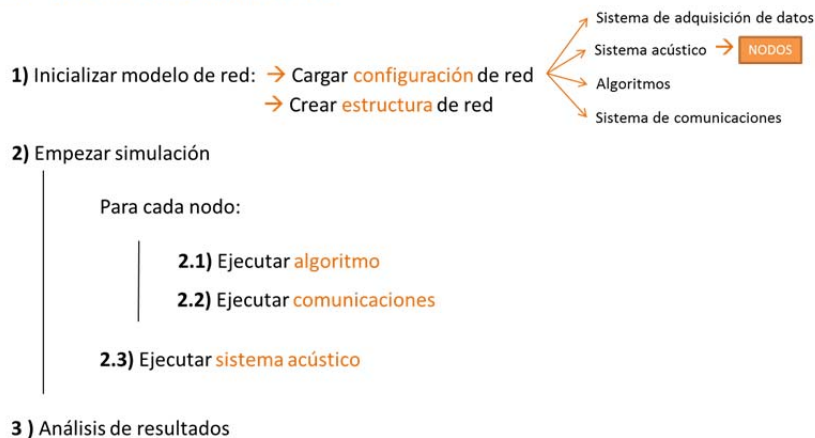 1) Inicializar modelo de red: → Cargar configuración de red
→ Crear estructura de red
Sistema de adquisición de datos
Sistema acústico → NODOS
Algoritmos
Sistema de comunicaciones
2) Empezar simulación
Para cada nodo:
2.1) Ejecutar algoritmo
2.2) Ejecutar comunicaciones
2.3) Ejecutar sistema acústico
3 ) Análisis de resultados